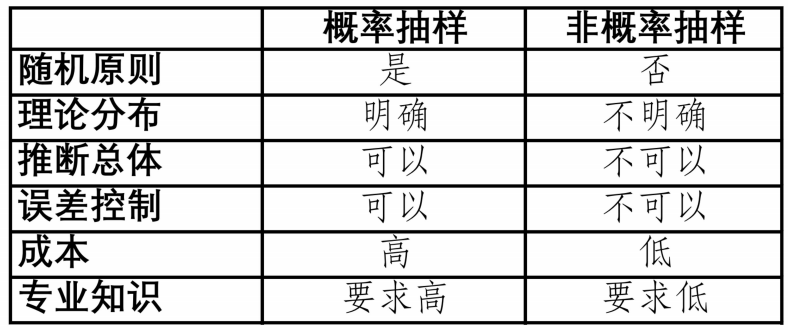 概率抽样 非概率抽样
随机原则 是 否
理论分布 明确 不明确
推断总体 可以 不可以
误差控制 可以 不可以
成本 高 低
专业知识 要求高 要求低